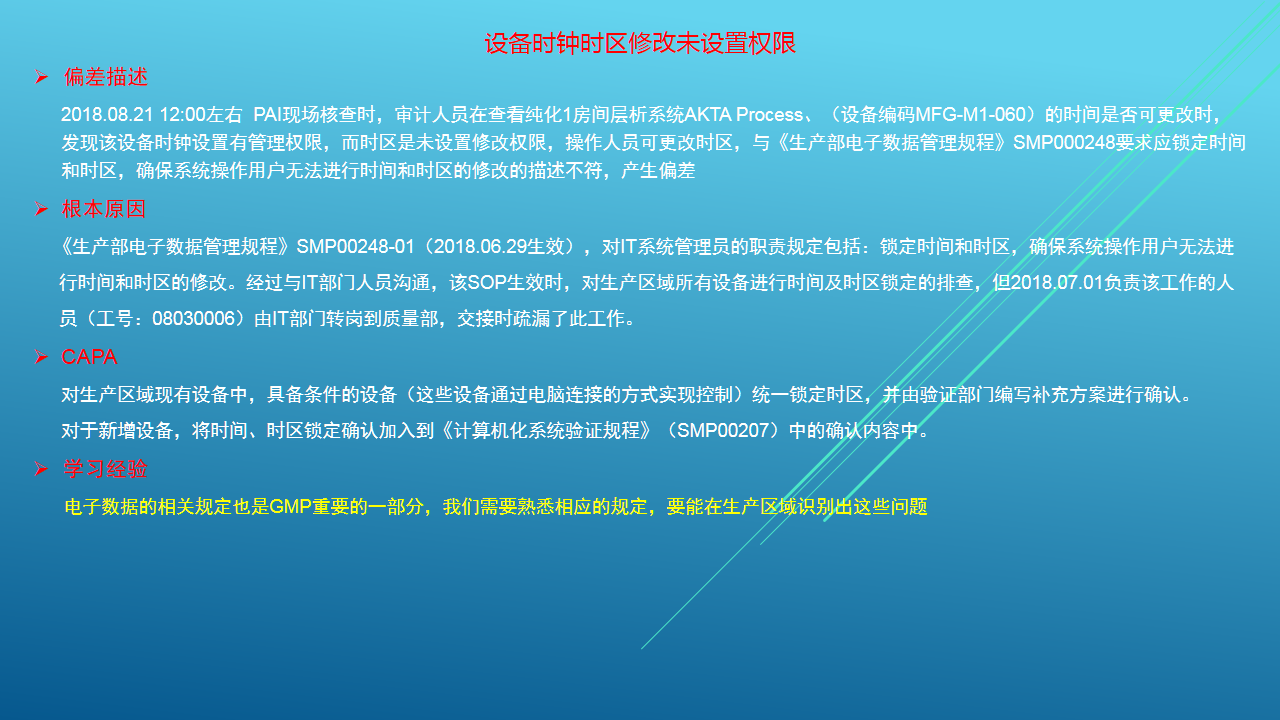 设备时钟时区修改未设置权限
偏差描述
2018.08.21 12:00左右  PAI现场核查时，审计人员在查看纯化1房间层析系统AKTA Process、（设备编码MFG-M1-060）的时间是否可更改时，
发现该设备时钟设置有管理权限，而时区是未设置修改权限，操作人员可更改时区，与《生产部电子数据管理规程》SMP000248要求应锁定时间
和时区，确保系统操作用户无法进行时间和时区的修改的描述不符，产生偏差
根本原因
《生产部电子数据管理规程》SMP00248-01（2018.06.29生效），对IT系统管理员的职责规定包括：锁定时间和时区，确保系统操作用户无法进
行时间和时区的修改。经过与IT部门人员沟通，该SOP生效时，对生产区域所有设备进行时间及时区锁定的排查，但2018.07.01负责该工作的人
员（工号：08030006）由IT部门转岗到质量部，交接时疏漏了此工作。
CAPA
对生产区域现有设备中，具备条件的设备（这些设备通过电脑连接的方式实现控制）统一锁定时区，并由验证部门编写补充方案进行确认。
对于新增设备，将时间、时区锁定确认加入到《计算机化系统验证规程》（SMP00207）中的确认内容中。
学习经验
电子数据的相关规定也是GMP重要的一部分，我们需要熟悉相应的规定，要能在生产区域识别出这些问题